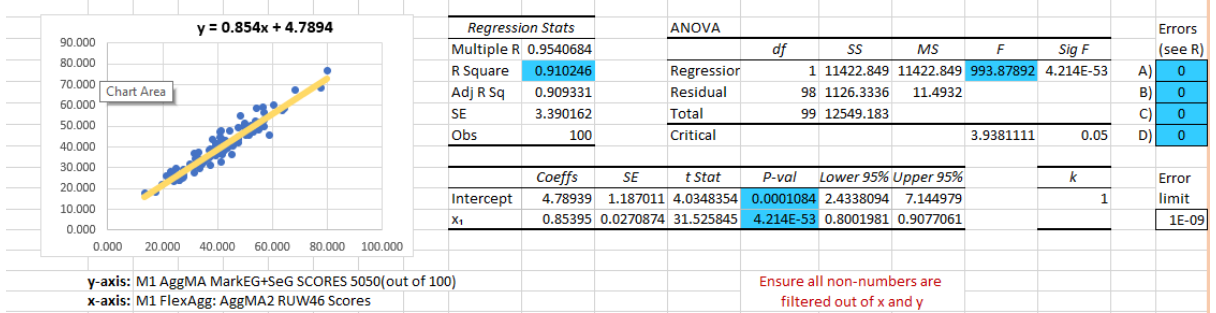 y = 0.854x + 4.7894
90.000
80.000
70.000
60.000
50.000
40.000
30.000
20.000
10.000
0.000
0.000 20.000 40.000 60.000 80.000 100.000
Chart Area
y-axis: M1 AggMA MarkEG+SeG SCORES 5050(out of 100)
x-axis: M1 FlexAgg: AggMA2 RUW46 Scores
Regression Stats
Multiple R 0.9540684
R Square 0.910246
Adj R Sq 0.909331
SE 3.390162
Obs 100
ANOVA
df SS MS F Sig F
Regression 1 11422.849 11422.849 993.87892 4.214E-53
Residual 98 1126.3336 11.4932
Total 99 12549.183
Critical 3.9381111 0.05
Errors
(see R)
A) 0
B) 0
C) 0
D) 0
Coeffs SE t Stat P-val Lower 95% Upper 95%
Intercept 4.78939 1.187011 4.0348354 0.0001084 2.4338094 7.144979
x₁ 0.85395 0.0270874 31.525845 4.214E-53 0.8001981 0.9077061
k
1
Error
limit
1E-09
Ensure all non-numbers are
filtered out of x and y